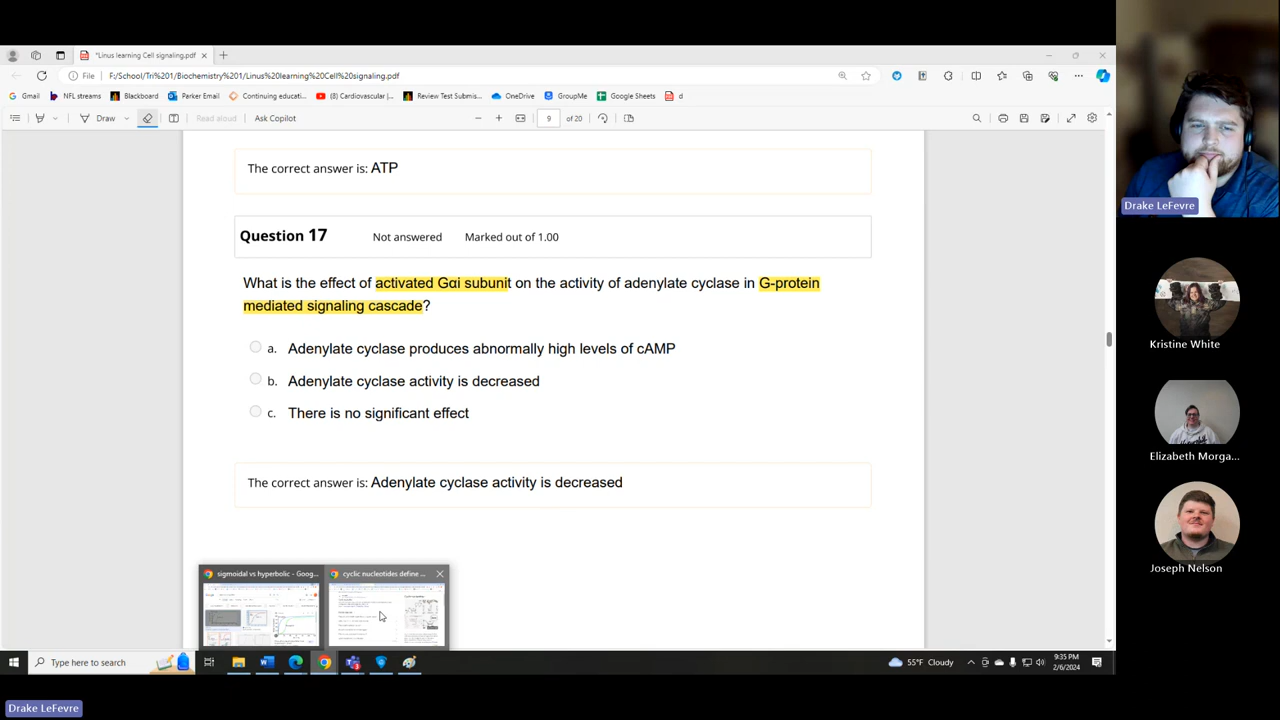 *Linus learning Cell signaling.pdf
File F:/School/Tri%201/Biochemistry%201/Linus%20learning%20Cell%20signaling.pdf
Gmail NFL streams Blackboard Parker Email Continuing educati... (8) Cardiovascular |... Review Test Submis... OneDrive GroupMe Google Sheets d
Draw Read aloud Ask Copilot 9 of 20
The correct answer is: ATP
Question 17 Not answered Marked out of 1.00
What is the effect of activated Gαi subunit on the activity of adenylate cyclase in G-protein
mediated signaling cascade?
a. Adenylate cyclase produces abnormally high levels of cAMP
b. Adenylate cyclase activity is decreased
c. There is no significant effect
The correct answer is: Adenylate cyclase activity is decreased
sigmoidal vs hyperbolic - Goog... cyclic nucleotides define ...
Type here to search
55°F Cloudy
9:35 PM
2/6/2024
Drake LeFevre
Kristine White
Elizabeth Morga...
Joseph Nelson
Drake LeFevre